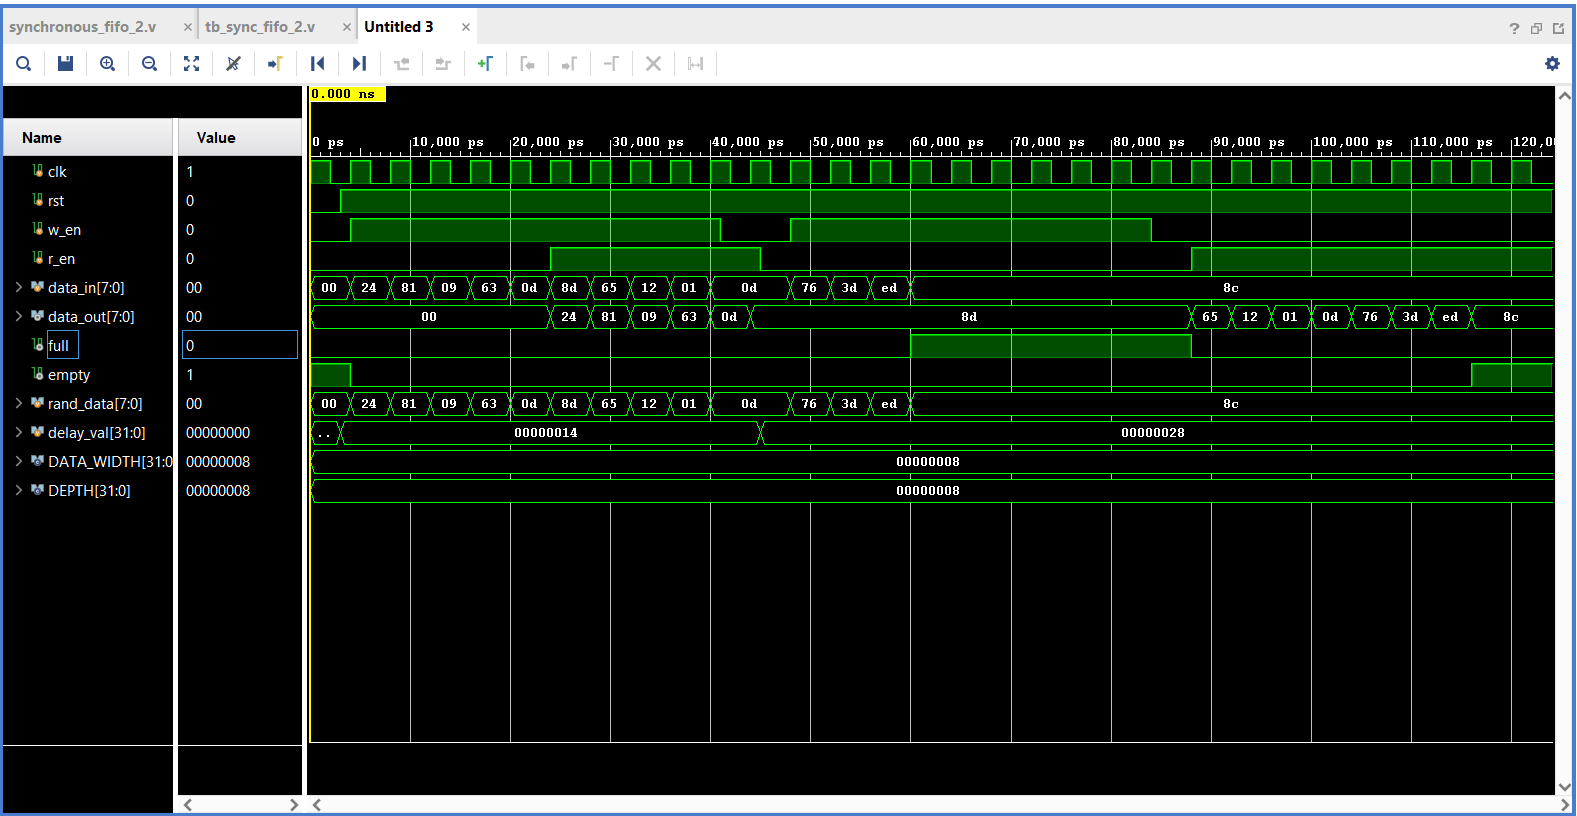 synchronous_fifo_2.v × tb_sync_fifo_2.v × Untitled 3 ×
0.000 ns
Name Value
0 ps 10,000 ps 20,000 ps 30,000 ps 40,000 ps 50,000 ps 60,000 ps 70,000 ps 80,000 ps 90,000 ps 100,000 ps 110,000 ps 120,0
clk 1
rst 0
w_en 0
r_en 0
data_in[7:0] 00 00 24 81 09 63 0d 8d 65 12 01 0d 76 3d ed 8c
data_out[7:0] 00 00 24 81 09 63 0d 8d 65 12 01 0d 76 3d ed 8c
full 0
empty 1
rand_data[7:0] 00 00 24 81 09 63 0d 8d 65 12 01 0d 76 3d ed 8c
delay_val[31:0] 00000000 .. 00000014 00000028
DATA_WIDTH[31:0 00000008 00000008
DEPTH[31:0] 00000008 00000008